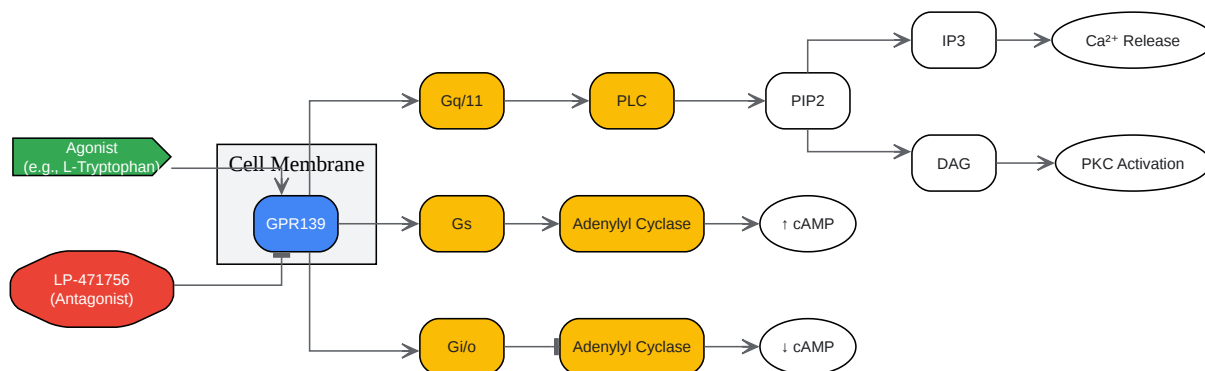 IP3
Ca²⁺ Release
Gq/11
PLC
PIP2
Agonist
(e.g., L-Tryptophan)
Cell Membrane
DAG
PKC Activation
GPR139
Gs
Adenylyl Cyclase
↑ cAMP
LP-471756
(Antagonist)
Gi/o
Adenylyl Cyclase
↓ cAMP